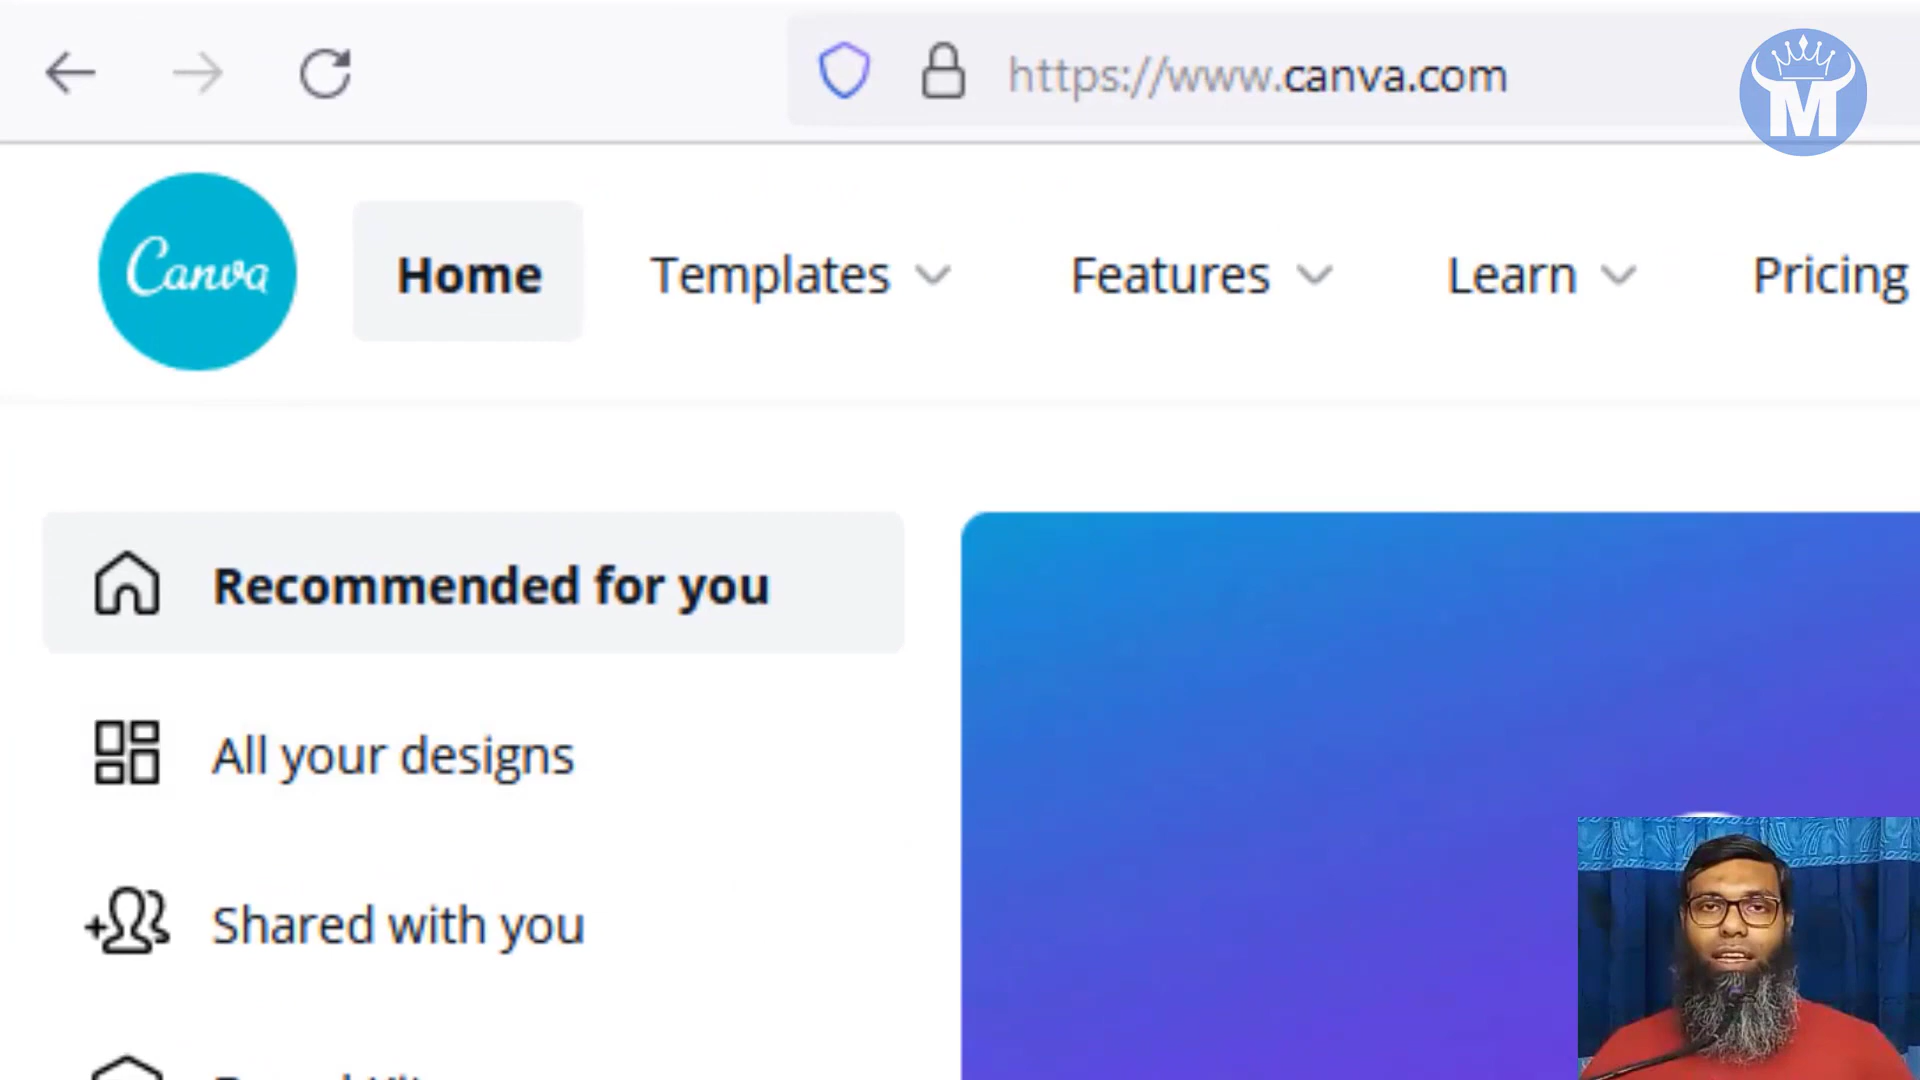 https://www.canva.com
M
Canva
Home
Templates
Features
Learn
Pricing
Recommended for you
All your designs
Shared with you